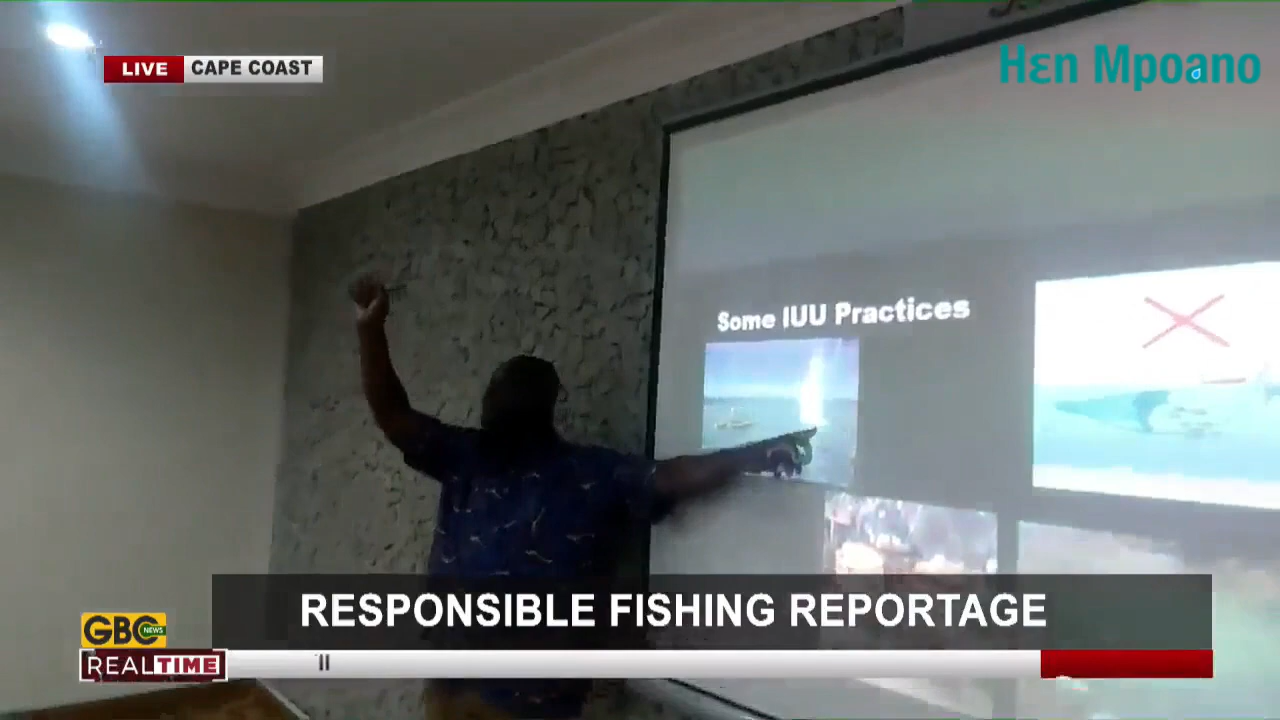 LIVE CAPE COAST
Hɛn Mpoano
Some IUU Practices
RESPONSIBLE FISHING REPORTAGE
GBC NEWS
REALTIME